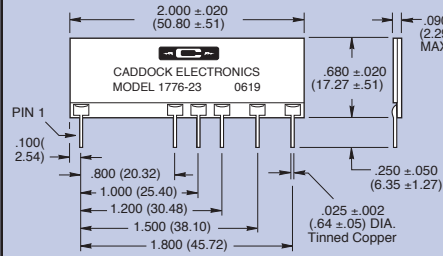 2.000 ±.020
(50.80 ±.51)
.090
(2.29
MAX
C
CADDOCK ELECTRONICS
MODEL 1776-23 0619
.680 ±.020
(17.27 ±.51)
PIN 1
.100(
2.54)
.800 (20.32)
1.000 (25.40)
1.200 (30.48)
1.500 (38.10)
1.800 (45.72)
.250 ±.050
(6.35 ±1.27)
.025 ±.002
(.64 ±.05) DIA.
Tinned Copper